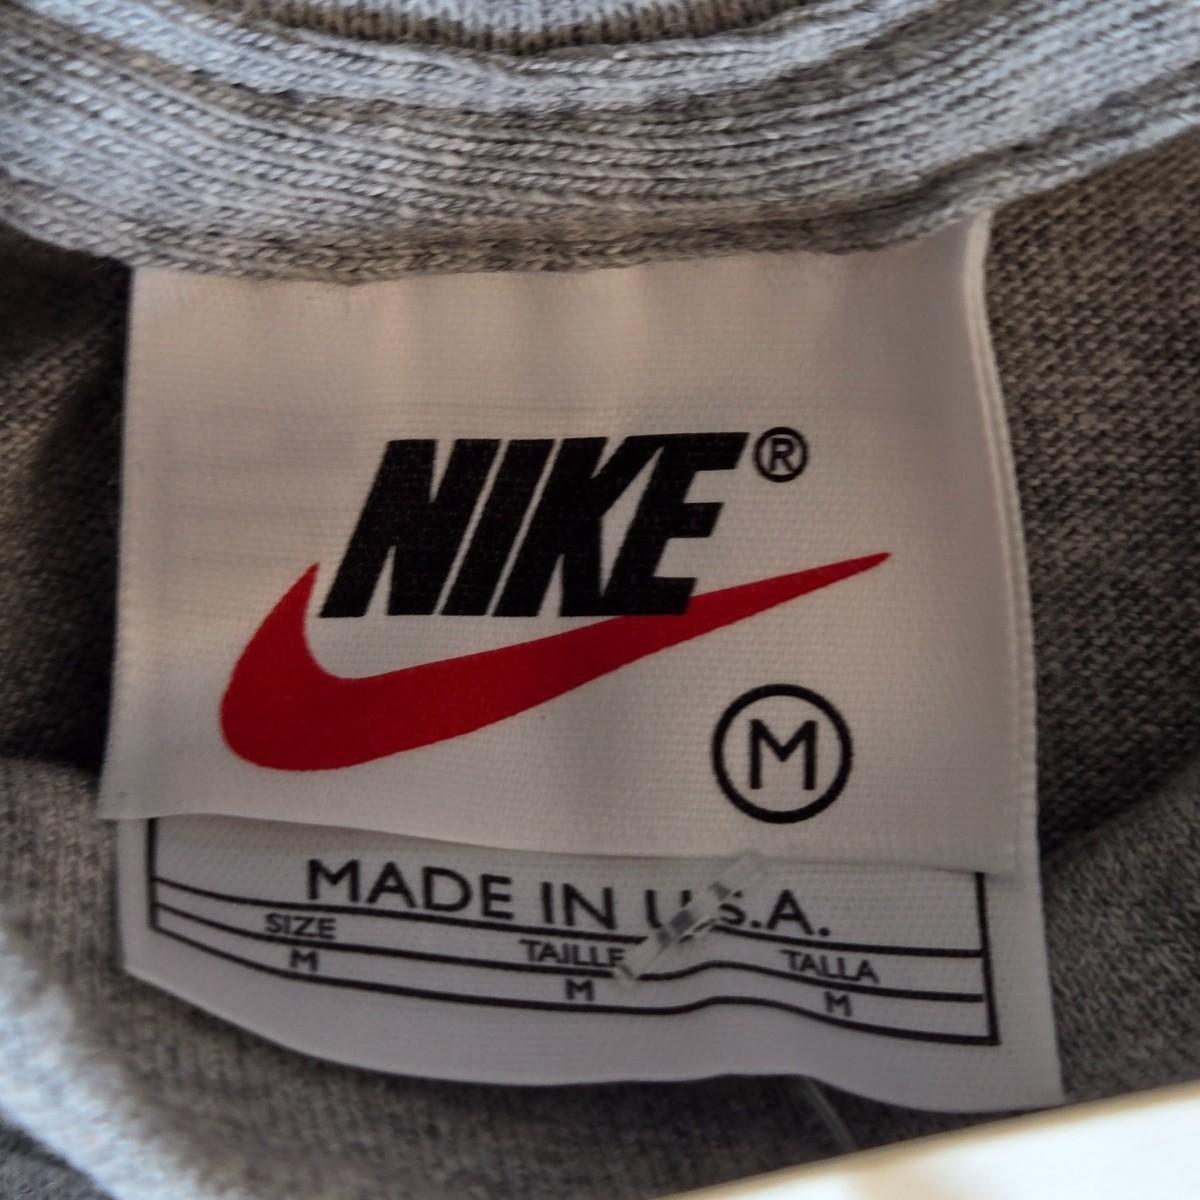 NIKE®
M
MADE IN U.S.A.
SIZE TAILLE TALLA
M M M